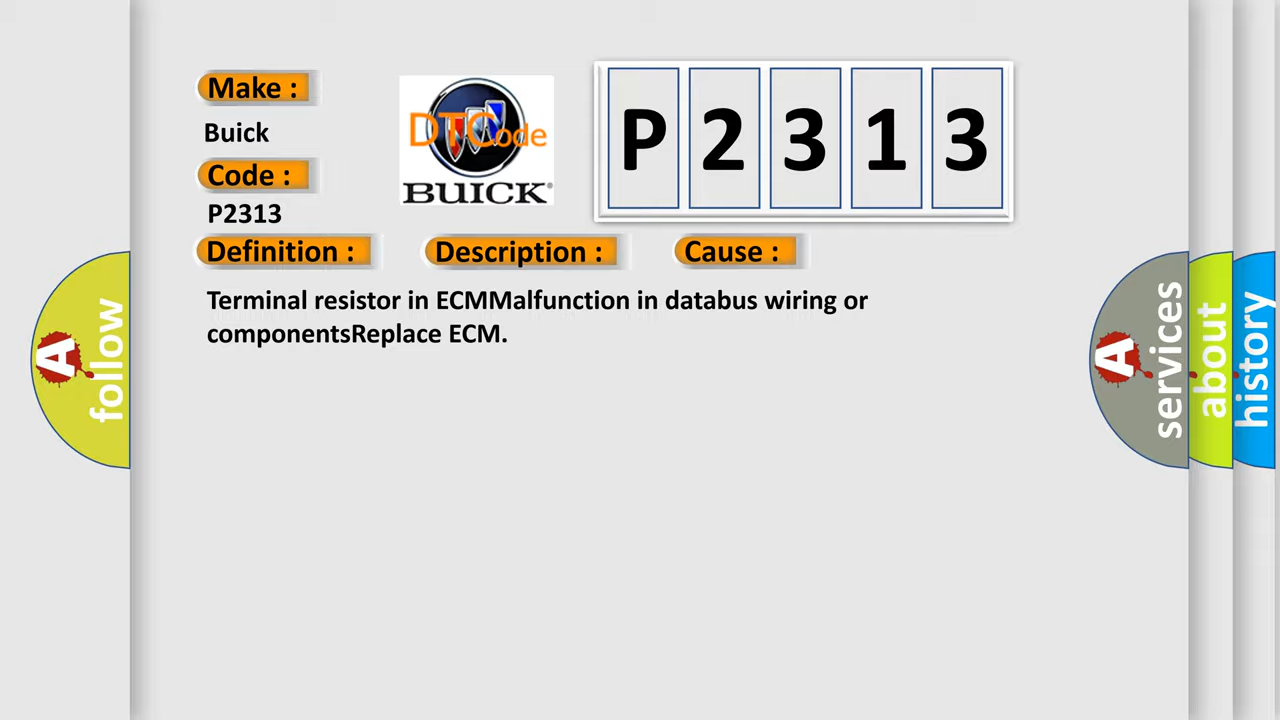 Make :
Buick
Code :
P2313
DTCode
BUICK
P 2 3 1 3
Definition :
Description :
Cause :
Terminal resistor in ECMMalfunction in databus wiring or
componentsReplace ECM.
A follow
A services
about
history